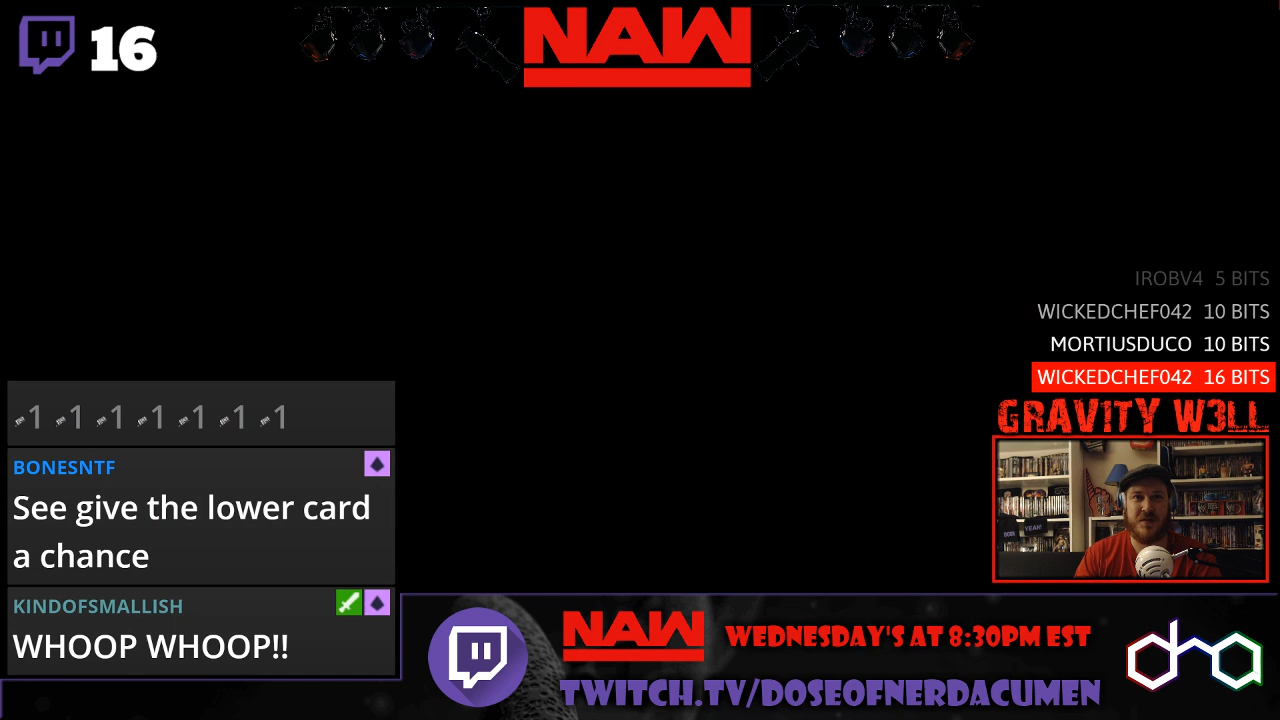 16
NAW
IROBV4 5 BITS
WICKEDCHEF042 10 BITS
MORTIUSDUCO 10 BITS
WICKEDCHEF042 16 BITS
GRAVITY W3LL
-1 -1 -1 -1 -1 -1 -1
BONESNTF
See give the lower card
a chance
KINDOFSMALLISH
WHOOP WHOOP!!
NAW WEDNESDAY'S AT 8:30PM EST
TWITCH.TV/DOSEOFNERDACUMEN
dna